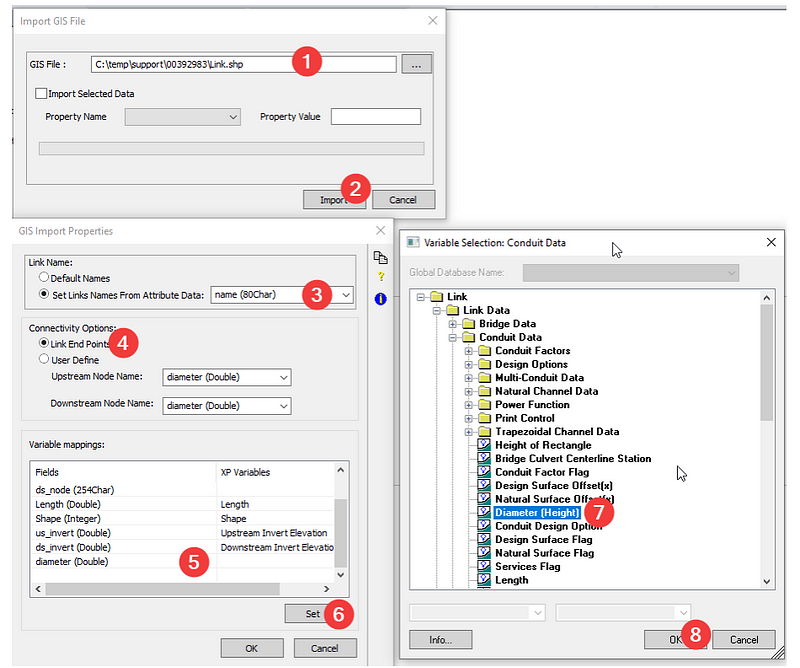 Import GIS File
GIS File : C:\temp\support\00392983\Link.shp ...
1
Import Selected Data
Property Name Property Value
2
Import Cancel
GIS Import Properties
Link Name:
Default Names
Set Links Names From Attribute Data: name (80Char)
3
Connectivity Options:
Link End Points
4
User Define
Upstream Node Name: diameter (Double)
Downstream Node Name: diameter (Double)
Variable mappings:
Fields XP Variables
ds_node (254Char)
Length (Double) Length
Shape (Integer) Shape
us_invert (Double) Upstream Invert Elevation
ds_invert (Double) Downstream Invert Elevatio
diameter (Double)
5
Set
6
OK Cancel
Variable Selection: Conduit Data
Global Database Name:
Link
Link Data
Bridge Data
Conduit Data
Conduit Factors
Design Options
Multi-Conduit Data
Natural Channel Data
Power Function
Print Control
Trapezoidal Channel Data
Height of Rectangle
Bridge Culvert Centerline Station
Conduit Factor Flag
Design Surface Offset(x)
Natural Surface Offset(x)
Diameter (Height)
7
Conduit Design Option
Design Surface Flag
Natural Surface Flag
Services Flag
Length
Info... OK Cancel
8